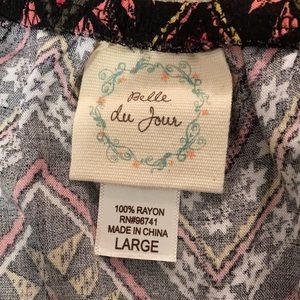 Belle
du Jour
100% RAYON
RN#96741
MADE IN CHINA
LARGE